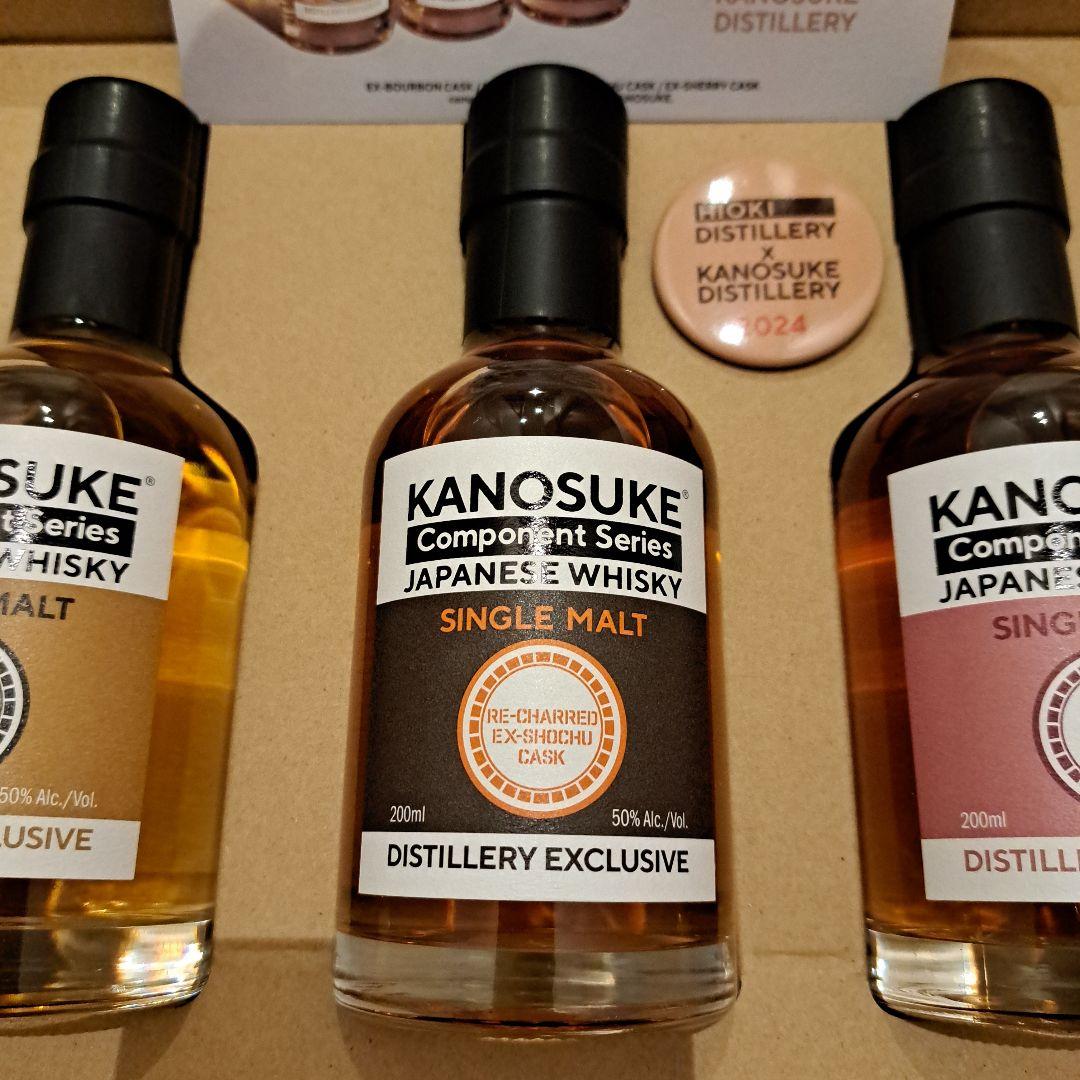 KANOSUKE
DISTILLERY
EX-BOURBON CASK / CASK / EX-SHERRY CASK
HIOKI
DISTILLERY
X
KANOSUKE
DISTILLERY
2024
SUKE®
Series
WHISKY
MALT
50% Alc./Vol.
LUSIVE
KANOSUKE®
Component Series
JAPANESE WHISKY
SINGLE MALT
RE-CHARRED
EX-SHOCHU
CASK
200ml
50% Alc./Vol.
DISTILLERY EXCLUSIVE
KANO
Compon
JAPANES
SING
200ml
DISTILL